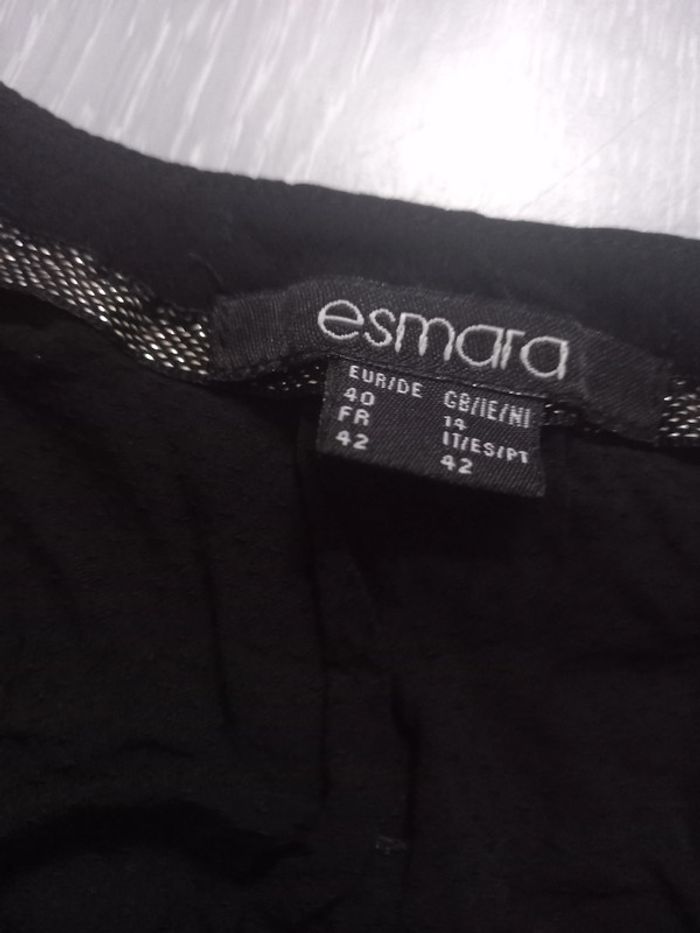 esmara
EUR/DE GB/IE/NI
40 14
FR IT/ES/PT
42 42